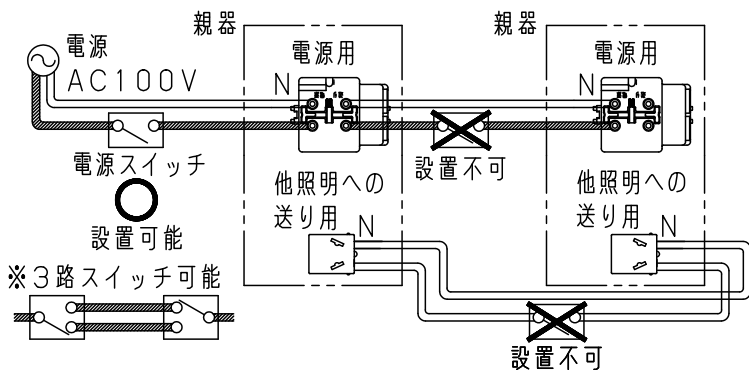 親器
親器
電源
AC100V
電源用
N
電源用
N
電源スイッチ
設置可能
設置不可
他照明への
送り用
N
他照明への
送り用
N
※3路スイッチ可能
設置不可